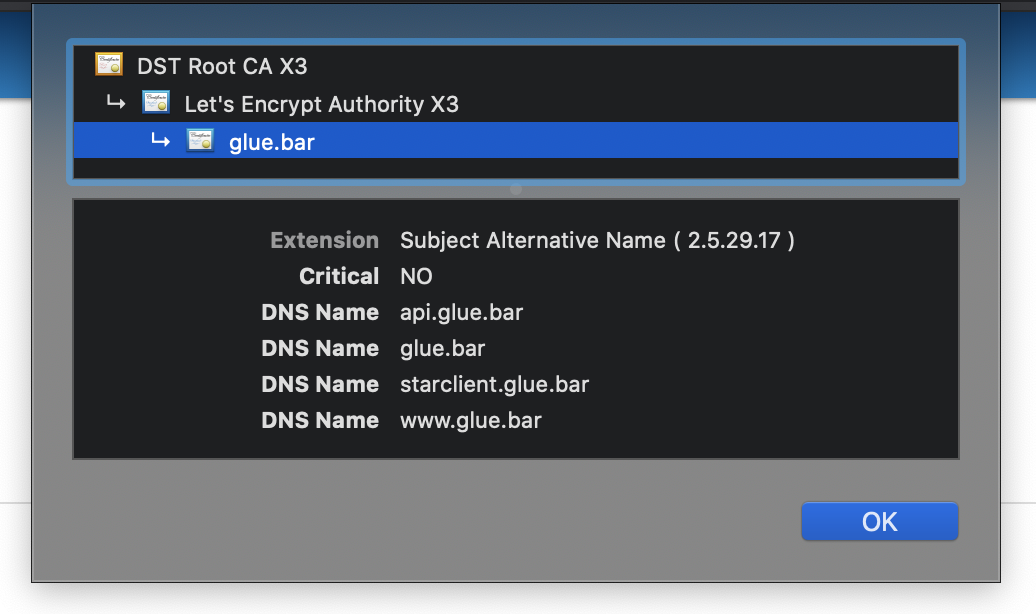 DST Root CA X3
Let's Encrypt Authority X3
glue.bar
Extension Subject Alternative Name ( 2.5.29.17 )
Critical NO
DNS Name api.glue.bar
DNS Name glue.bar
DNS Name starclient.glue.bar
DNS Name www.glue.bar
OK